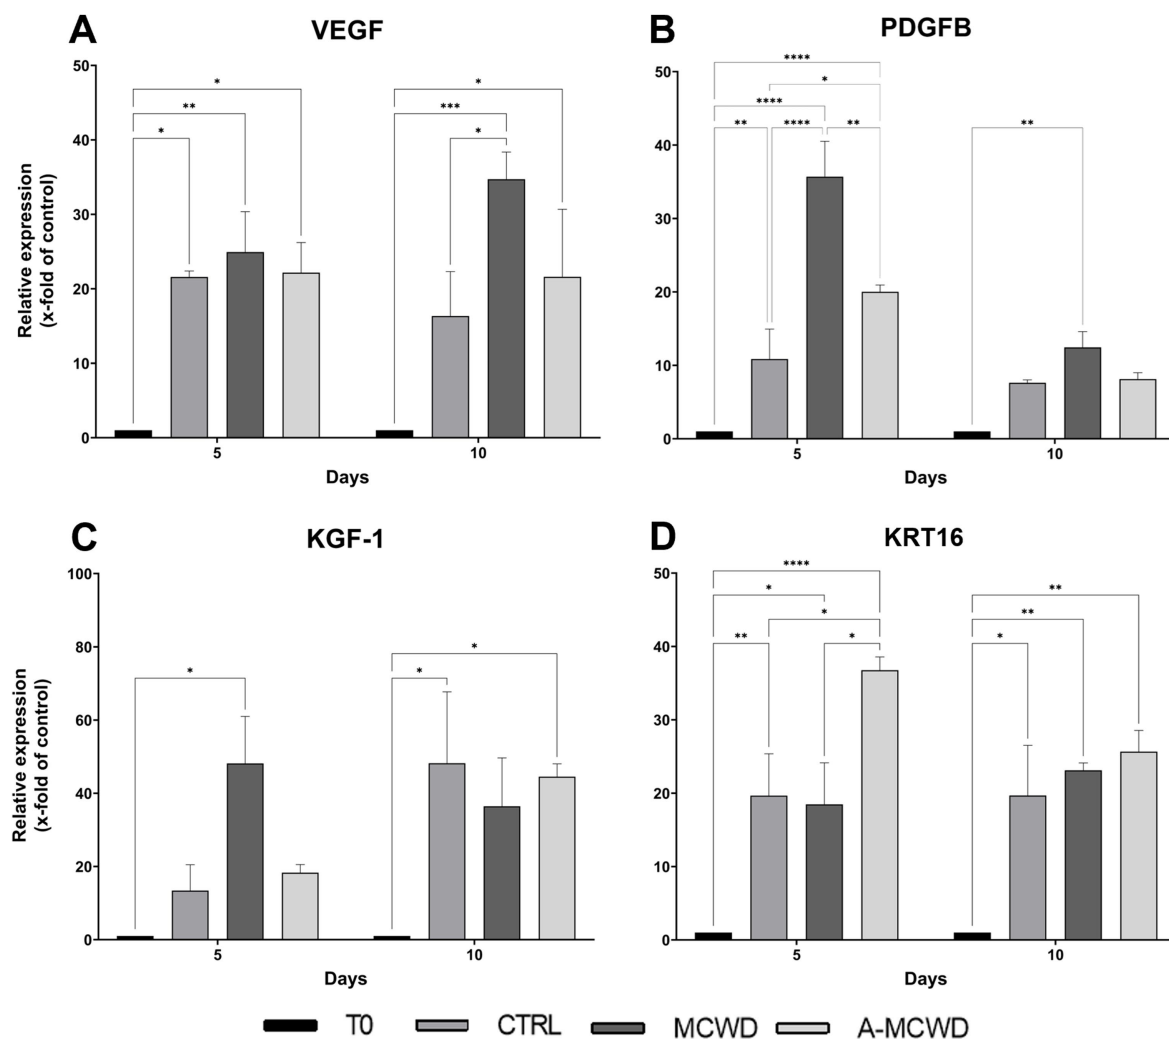 A
VEGF
Relative expression
(x-fold of control)
50
40
30
20
10
0
*
**
*
*
***
*
5
10
Days
B
PDGFB
50
40
30
20
10
0
****
*
****
**
****
**
**
5
10
Days
C
KGF-1
Relative expression
(x-fold of control)
100
80
60
40
20
0
*
*
*
5
10
Days
D
KRT16
50
40
30
20
10
0
****
*
*
**
*
**
**
*
5
10
Days
T0
CTRL
MCWD
A-MCWD